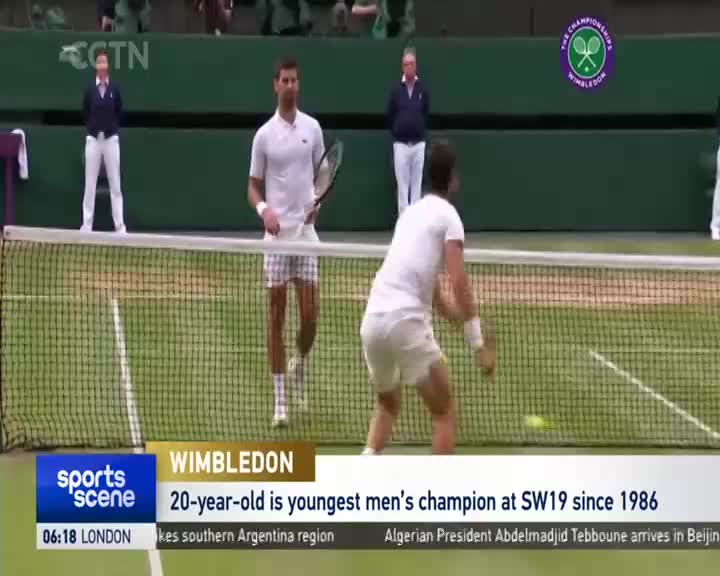 CGTN
THE CHAMPIONSHIPS
WIMBLEDON
WIMBLEDON
sports
scene
20-year-old is youngest men's champion at SW19 since 1986
06:18 LONDON
kes southern Argentina region Algerian President Abdelmadjid Tebboune arrives in Beijin